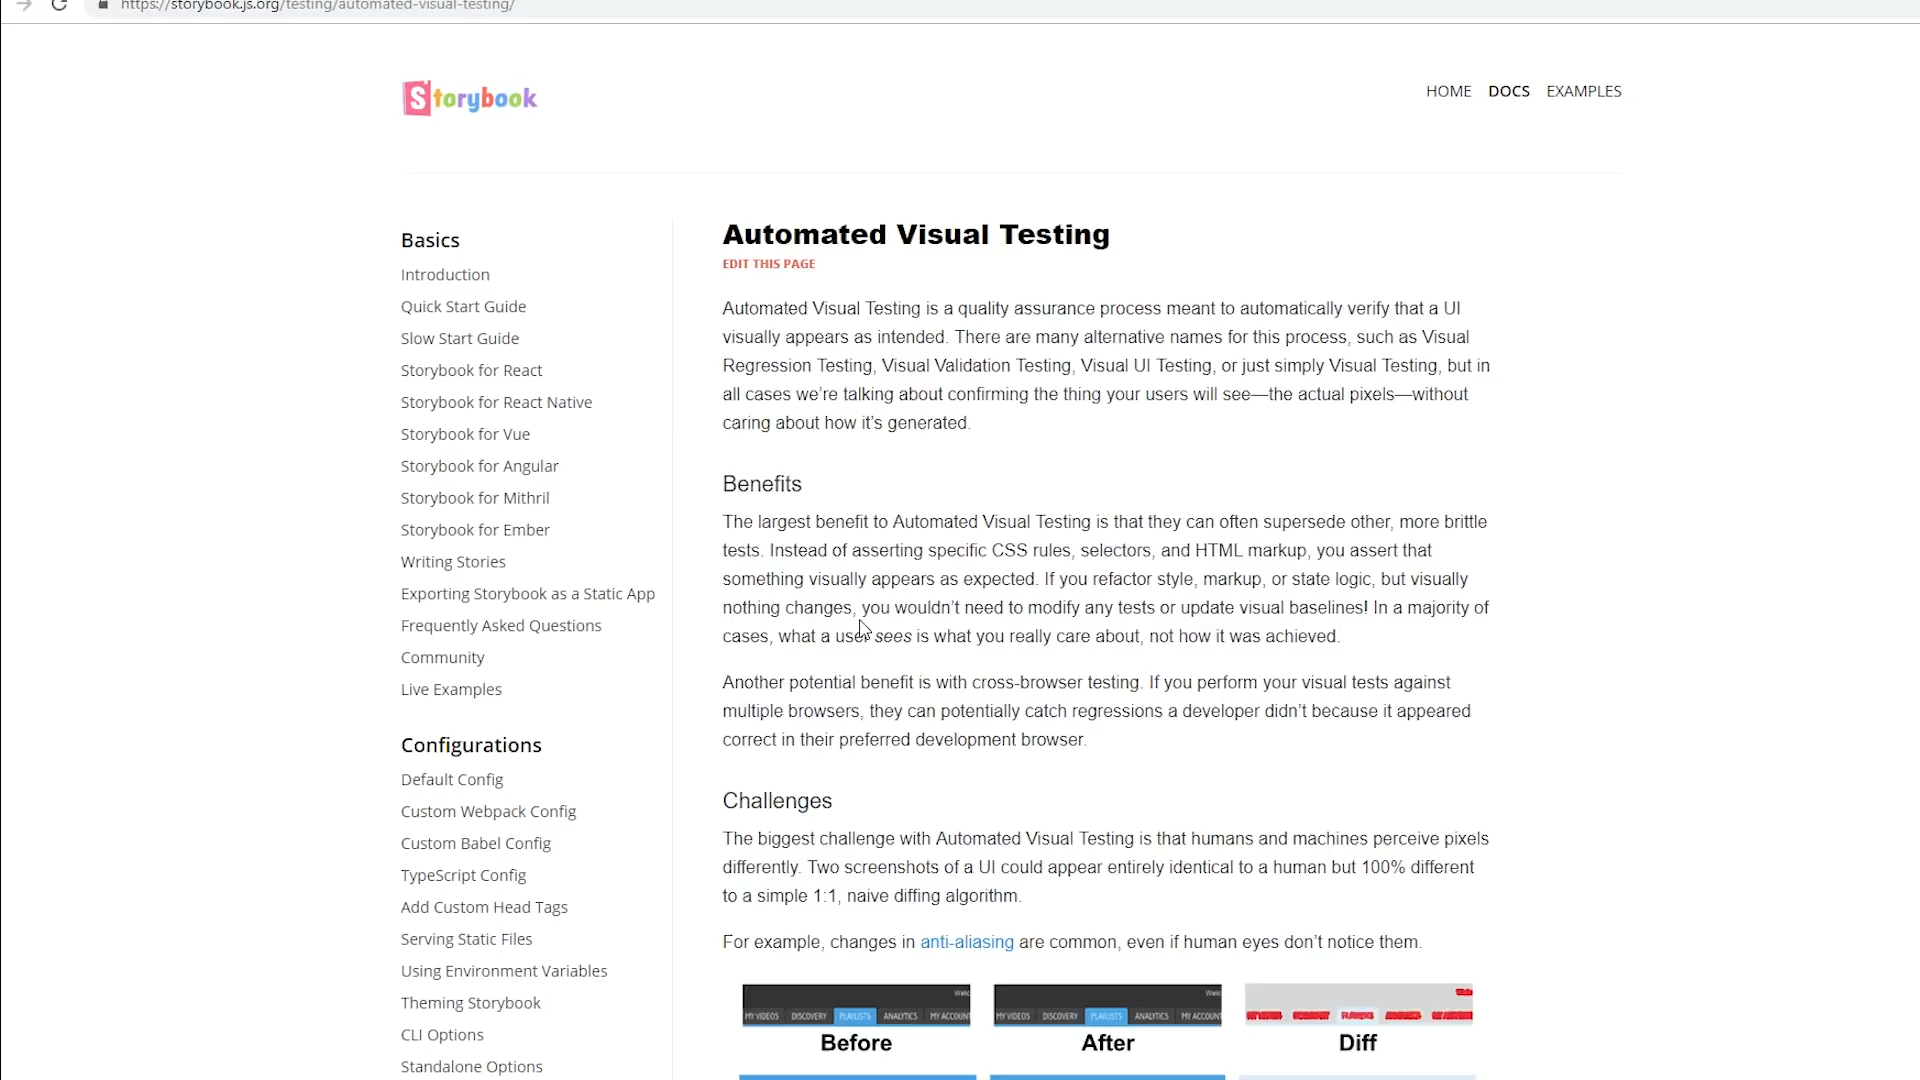 https://storybook.js.org/testing/automated-visual-testing/
Storybook
HOME DOCS EXAMPLES
Basics
Introduction
Quick Start Guide
Slow Start Guide
Storybook for React
Storybook for React Native
Storybook for Vue
Storybook for Angular
Storybook for Mithril
Storybook for Ember
Writing Stories
Exporting Storybook as a Static App
Frequently Asked Questions
Community
Live Examples
Configurations
Default Config
Custom Webpack Config
Custom Babel Config
TypeScript Config
Add Custom Head Tags
Serving Static Files
Using Environment Variables
Theming Storybook
CLI Options
Standalone Options
Automated Visual Testing
EDIT THIS PAGE
Automated Visual Testing is a quality assurance process meant to automatically verify that a UI
visually appears as intended. There are many alternative names for this process, such as Visual
Regression Testing, Visual Validation Testing, Visual UI Testing, or just simply Visual Testing, but in
all cases we’re talking about confirming the thing your users will see—the actual pixels—without
caring about how it’s generated.
Benefits
The largest benefit to Automated Visual Testing is that they can often supersede other, more brittle
tests. Instead of asserting specific CSS rules, selectors, and HTML markup, you assert that
something visually appears as expected. If you refactor style, markup, or state logic, but visually
nothing changes, you wouldn’t need to modify any tests or update visual baselines! In a majority of
cases, what a user sees is what you really care about, not how it was achieved.
Another potential benefit is with cross-browser testing. If you perform your visual tests against
multiple browsers, they can potentially catch regressions a developer didn’t because it appeared
correct in their preferred development browser.
Challenges
The biggest challenge with Automated Visual Testing is that humans and machines perceive pixels
differently. Two screenshots of a UI could appear entirely identical to a human but 100% different
to a simple 1:1, naive diffing algorithm.
For example, changes in anti-aliasing are common, even if human eyes don’t notice them.
Welc
MY VIDEOS DISCOVERY PLAYLISTS ANALYTICS MY ACCOUNT
Before
Welc
MY VIDEOS DISCOVERY PLAYLISTS ANALYTICS MY ACCOUNT
After
Diff